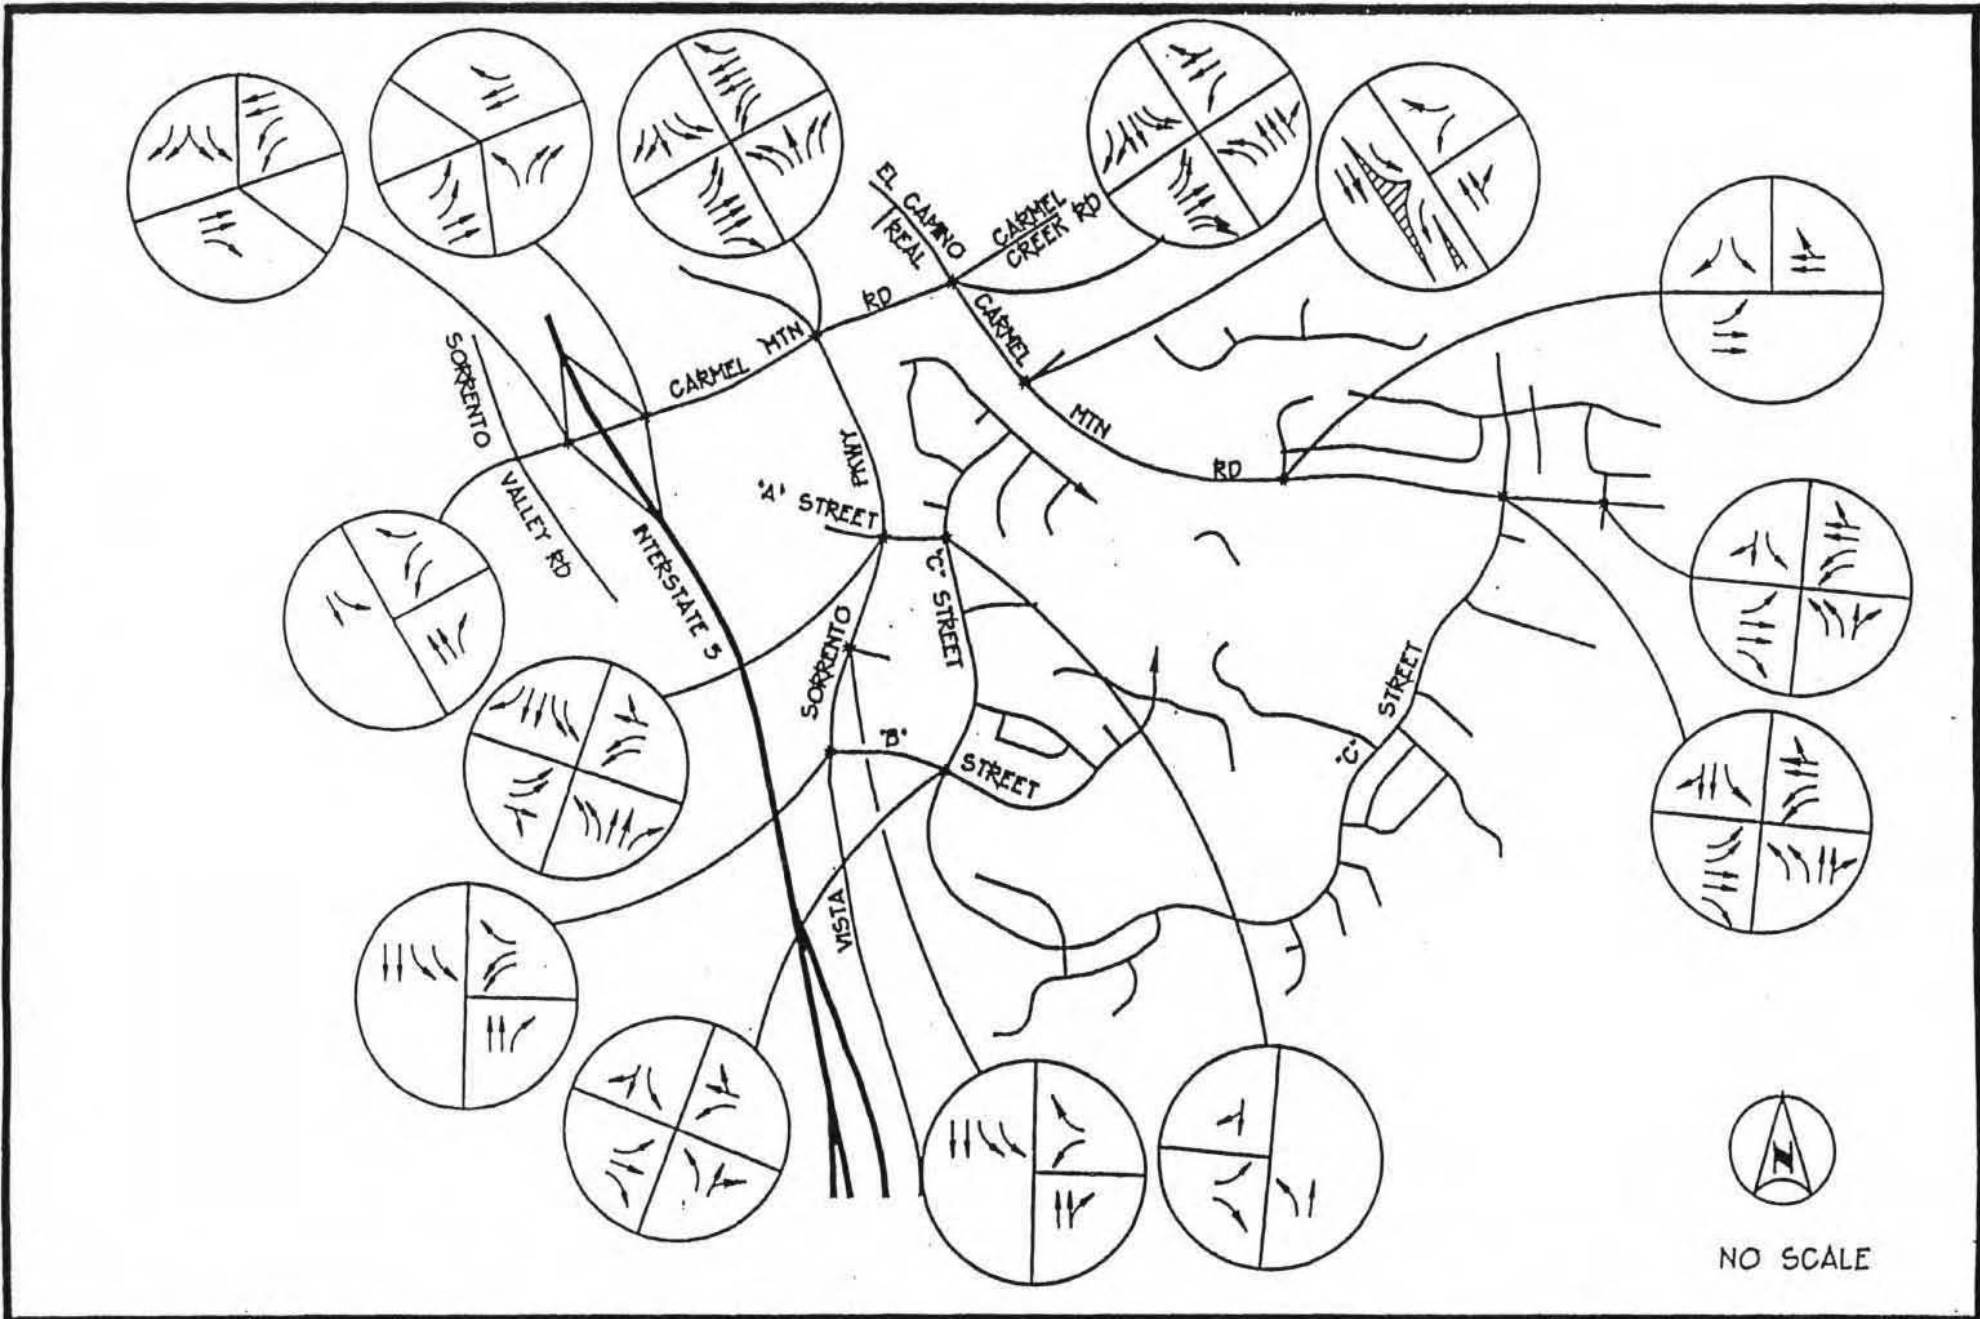 EL CAMINO
REAL
CARMEL
CREEK RD
CARMEL MTN RD
CARMEL
MTN
RD
SORRENTO
VALLEY RD
INTERSTATE 5
PKWY
"A" STREET
"C" STREET
SORRENTO
"B"
STREET
VISTA
"C"
STREET
N
NO SCALE